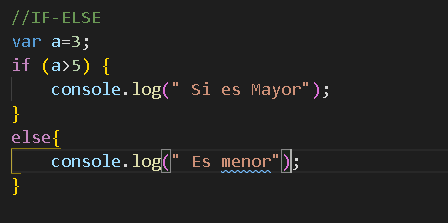 //IF-ELSE
var a=3;
if (a>5) {
    console.log(" Si es Mayor");
}
else{
    console.log(" Es menor");
}